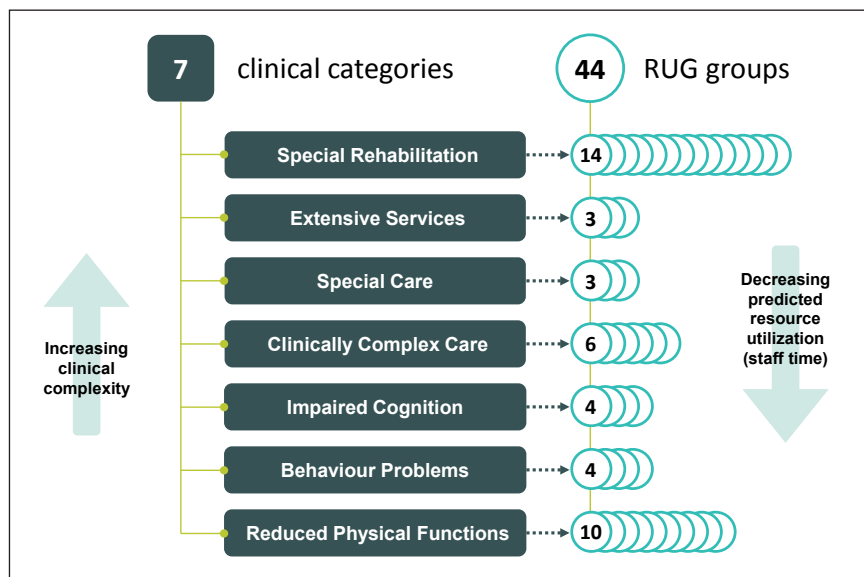 7 clinical categories 44 RUG groups
Special Rehabilitation 14
Extensive Services 3
Special Care 3
Clinically Complex Care 6
Impaired Cognition 4
Behaviour Problems 4
Reduced Physical Functions 10
Increasing
clinical
complexity
Decreasing
predicted
resource
utilization
(staff time)